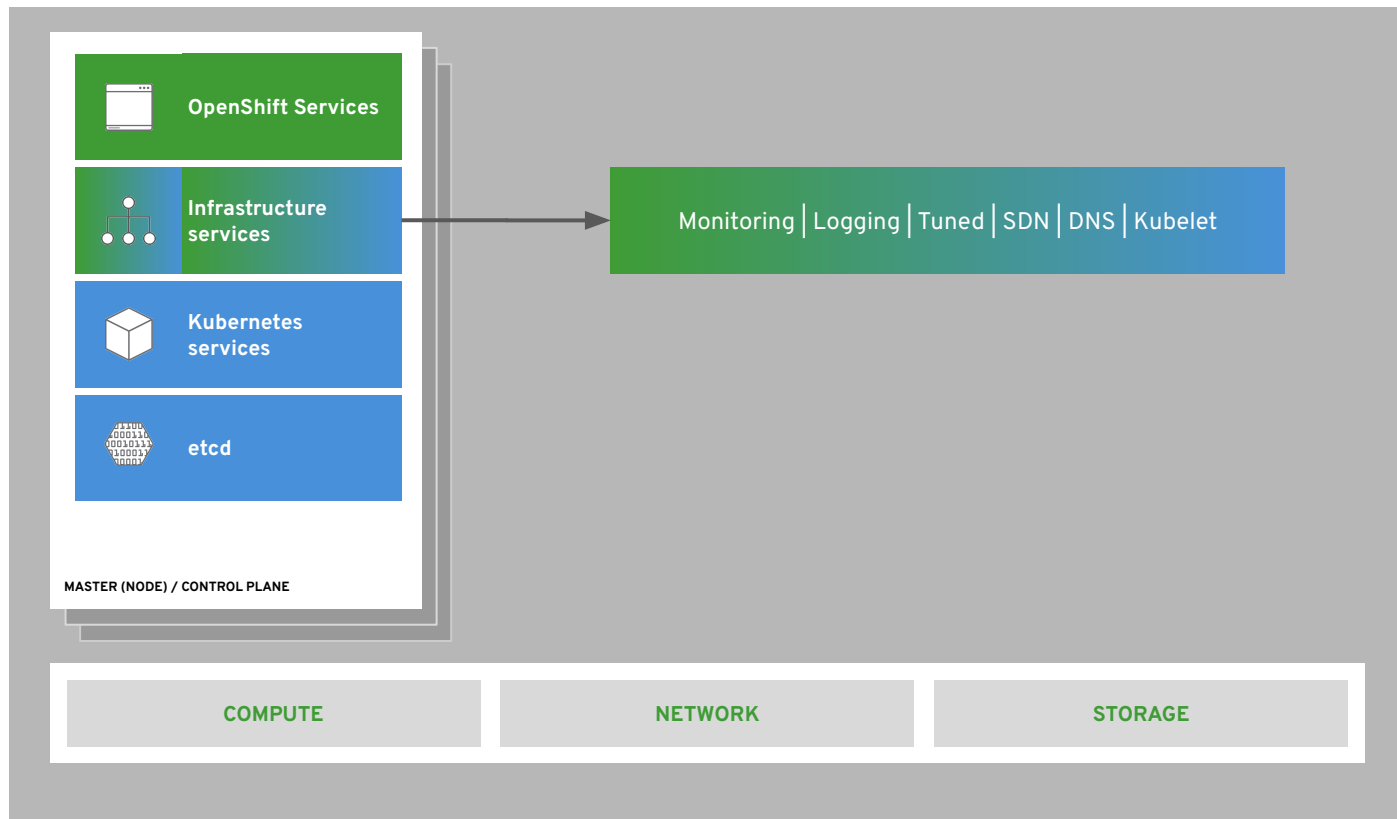 OpenShift Services
Infrastructure
services
Monitoring | Logging | Tuned | SDN | DNS | Kubelet
Kubernetes
services
etcd
MASTER (NODE) / CONTROL PLANE
COMPUTE
NETWORK
STORAGE